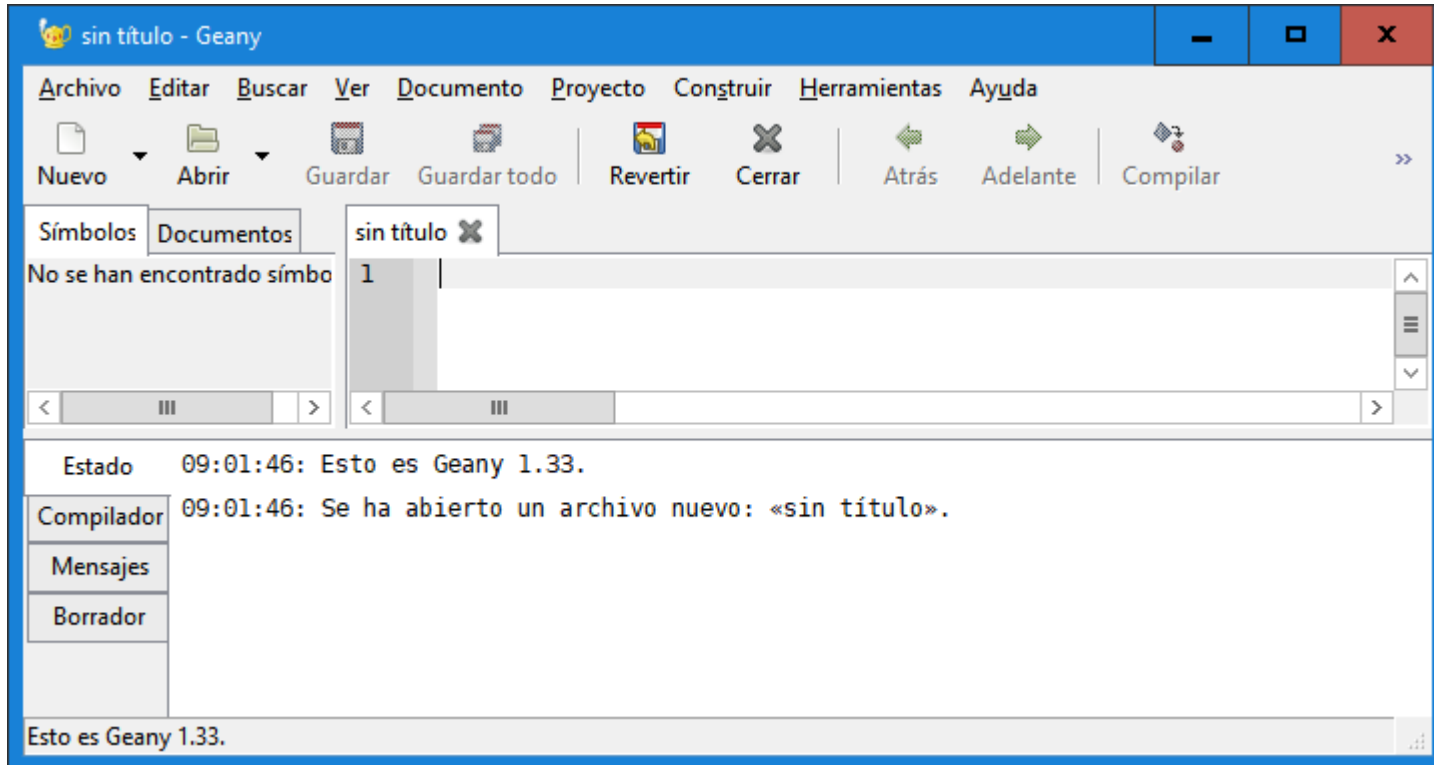 sin título - Geany
Archivo Editar Buscar Ver Documento Proyecto Construir Herramientas Ayuda
Nuevo Abrir Guardar Guardar todo Revertir Cerrar Atrás Adelante Compilar
Símbolos Documentos sin título
No se han encontrado símbo 1
Estado 09:01:46: Esto es Geany 1.33.
Compilador 09:01:46: Se ha abierto un archivo nuevo: «sin título».
Mensajes
Borrador
Esto es Geany 1.33.